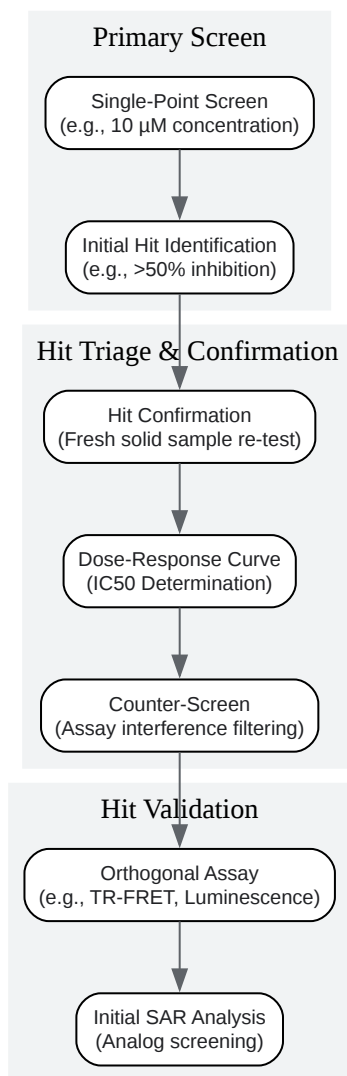 Primary Screen
Single-Point Screen
(e.g., 10 µM concentration)
Initial Hit Identification
(e.g., >50% inhibition)
Hit Triage & Confirmation
Hit Confirmation
(Fresh solid sample re-test)
Dose-Response Curve
(IC50 Determination)
Counter-Screen
(Assay interference filtering)
Hit Validation
Orthogonal Assay
(e.g., TR-FRET, Luminescence)
Initial SAR Analysis
(Analog screening)